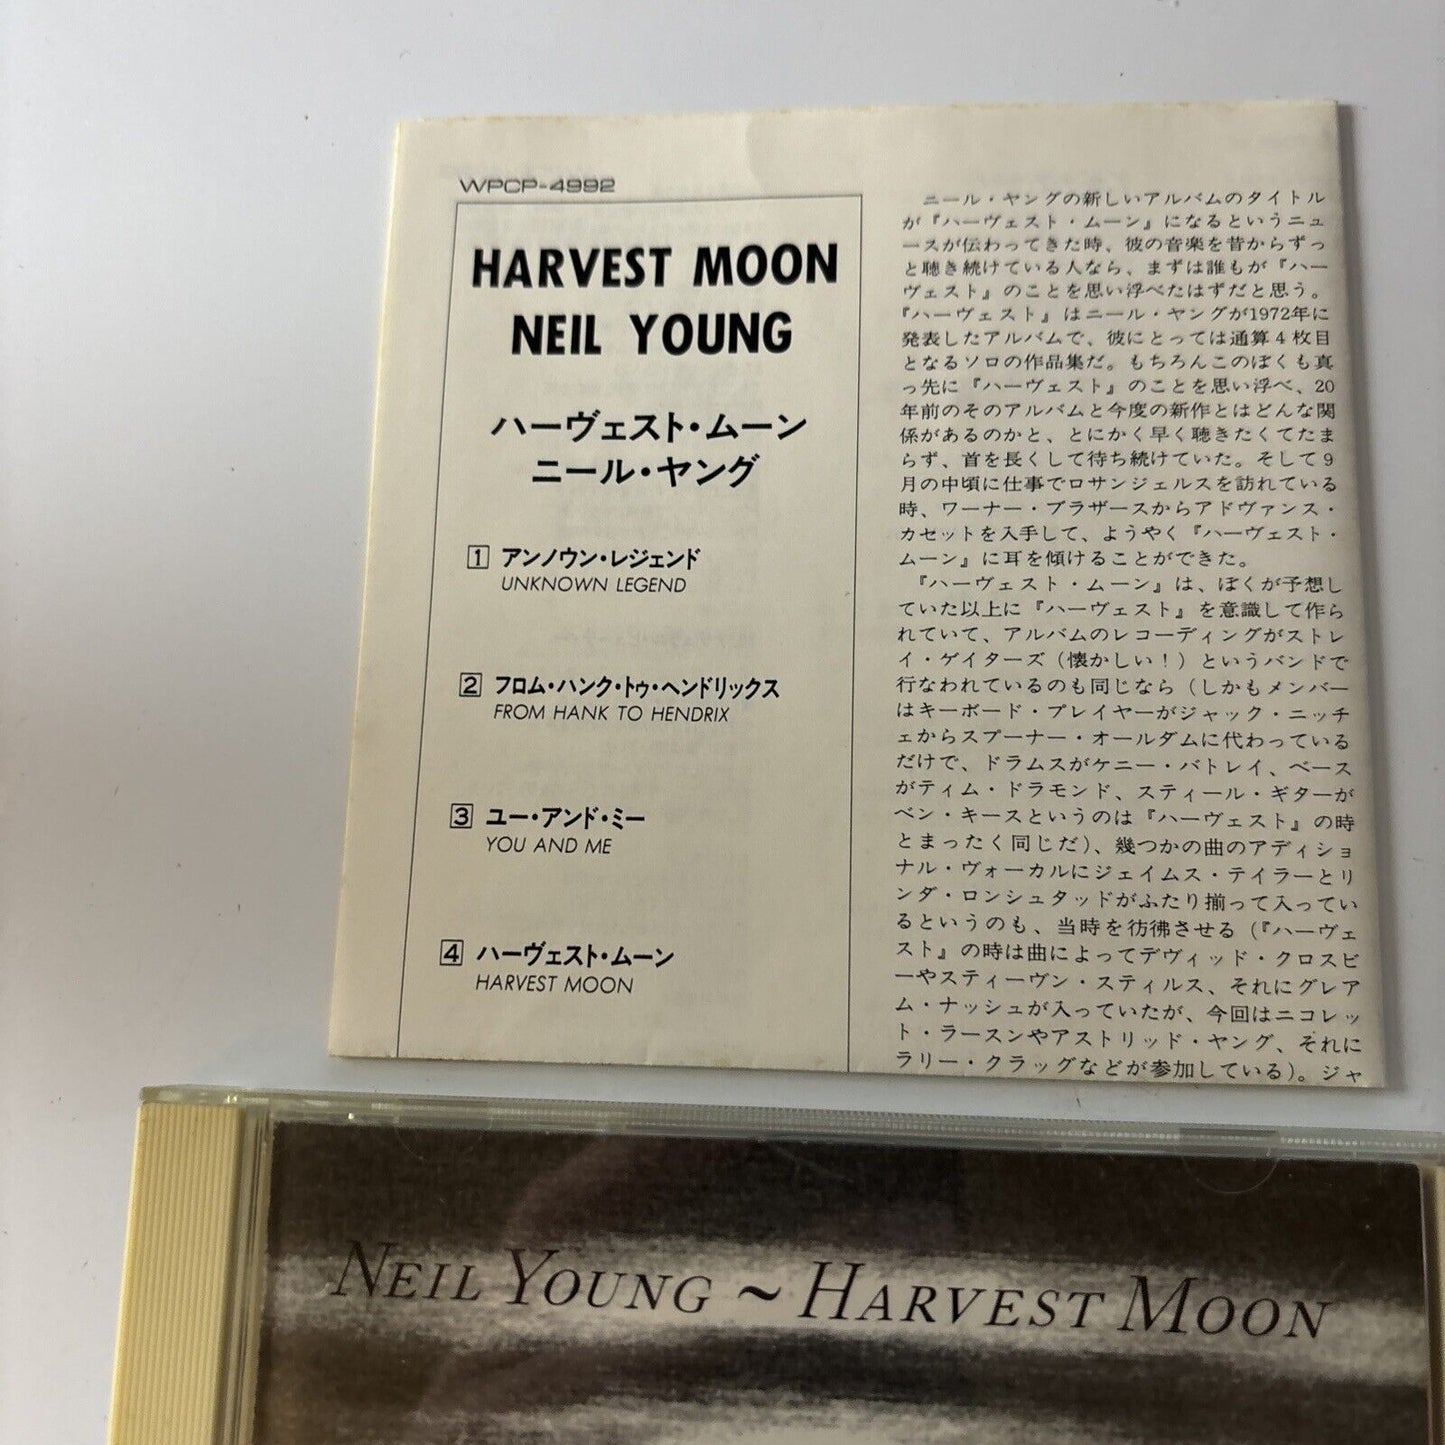 WPCP-4992
HARVEST MOON
NEIL YOUNG
ハーヴェスト・ムーン
ニール・ヤング
1 アンノウン・レジェンド
UNKNOWN LEGEND
2 フロム・ハンク・トゥ・ヘンドリックス
FROM HANK TO HENDRIX
3 ユー・アンド・ミー
YOU AND ME
4 ハーヴェスト・ムーン
HARVEST MOON
ニール・ヤングの新しいアルバムのタイトル
が『ハーヴェスト・ムーン』になるというニュ
ースが伝わってきた時、彼の音楽を昔からずっ
と聴き続けている人なら、まずは誰もが『ハー
ヴェスト』のことを思い浮べたはずだと思う。
『ハーヴェスト』はニール・ヤングが1972年に
発表したアルバムで、彼にとっては通算4枚目
となるソロの作品集だ。もちろんこのぼくも真
っ先に『ハーヴェスト』のことを思い浮べ、20
年前のそのアルバムと今度の新作とはどんな関
係があるのかと、とにかく早く聴きたくてたま
らず、首を長くして待ち続けていた。そして9
月の中頃に仕事でロサンジェルスを訪れている
時、ワーナー・ブラザースからアドヴァンス・
カセットを入手して、ようやく『ハーヴェスト・
ムーン』に耳を傾けることができた。
『ハーヴェスト・ムーン』は、ぼくが予想し
ていた以上に『ハーヴェスト』を意識して作ら
れていて、アルバムのレコーディングがストレ
イ・ゲイターズ（懐かしい！）というバンドで
行なわれているのも同じなら（しかもメンバー
はキーボード・プレイヤーがジャック・ニッチ
ェからスプーナー・オールダムに代わっている
だけで、ドラムスがケニー・バトレイ、ベース
がティム・ドラモンド、スティール・ギターが
ベン・キースというのは『ハーヴェスト』の時
とまったく同じだ）、幾つかの曲のアディショ
ナル・ヴォーカルにジェイムス・テイラーとリ
ンダ・ロンシュタッドがふたり揃って入ってい
るというのも、当時を彷彿させる（『ハーヴェ
スト』の時は曲によってデヴィッド・クロスビ
ーやスティーヴン・スティルス、それにグレア
ム・ナッシュが入っていたが、今回はニコレッ
ト・ラースンやアストリッド・ヤング、それに
ラリー・クラッグなどが参加している）。ジャ
NEIL YOUNG ~ HARVEST MOON